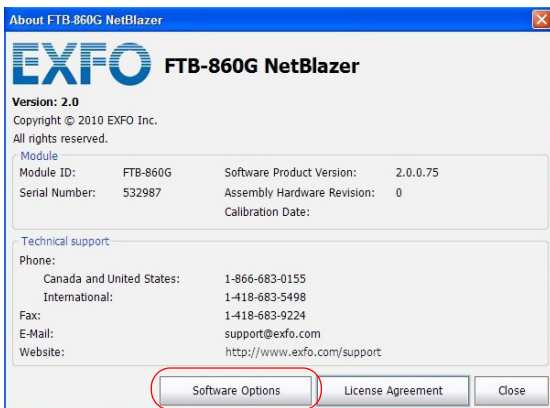 About FTB-860G NetBlazer
EXFO FTB-860G NetBlazer
Version: 2.0
Copyright © 2010 EXFO Inc.
All rights reserved.
Module
Module ID: FTB-860G Software Product Version: 2.0.0.75
Serial Number: 532987 Assembly Hardware Revision: 0
Calibration Date:
Technical support
Phone:
Canada and United States: 1-866-683-0155
International: 1-418-683-5498
Fax: 1-418-683-9224
E-Mail: support@exfo.com
Website: http://www.exfo.com/support
Software Options License Agreement Close